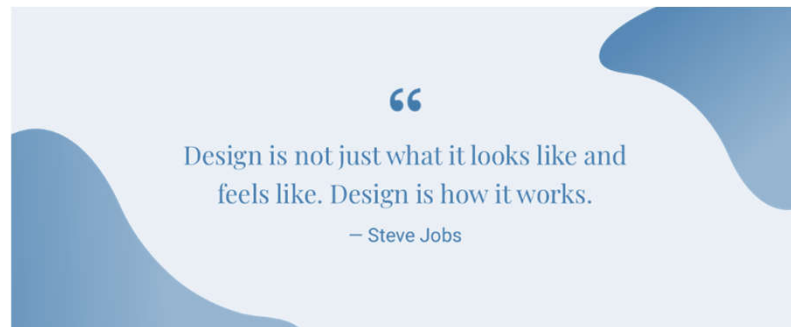 “
Design is not just what it looks like and
feels like. Design is how it works.
— Steve Jobs